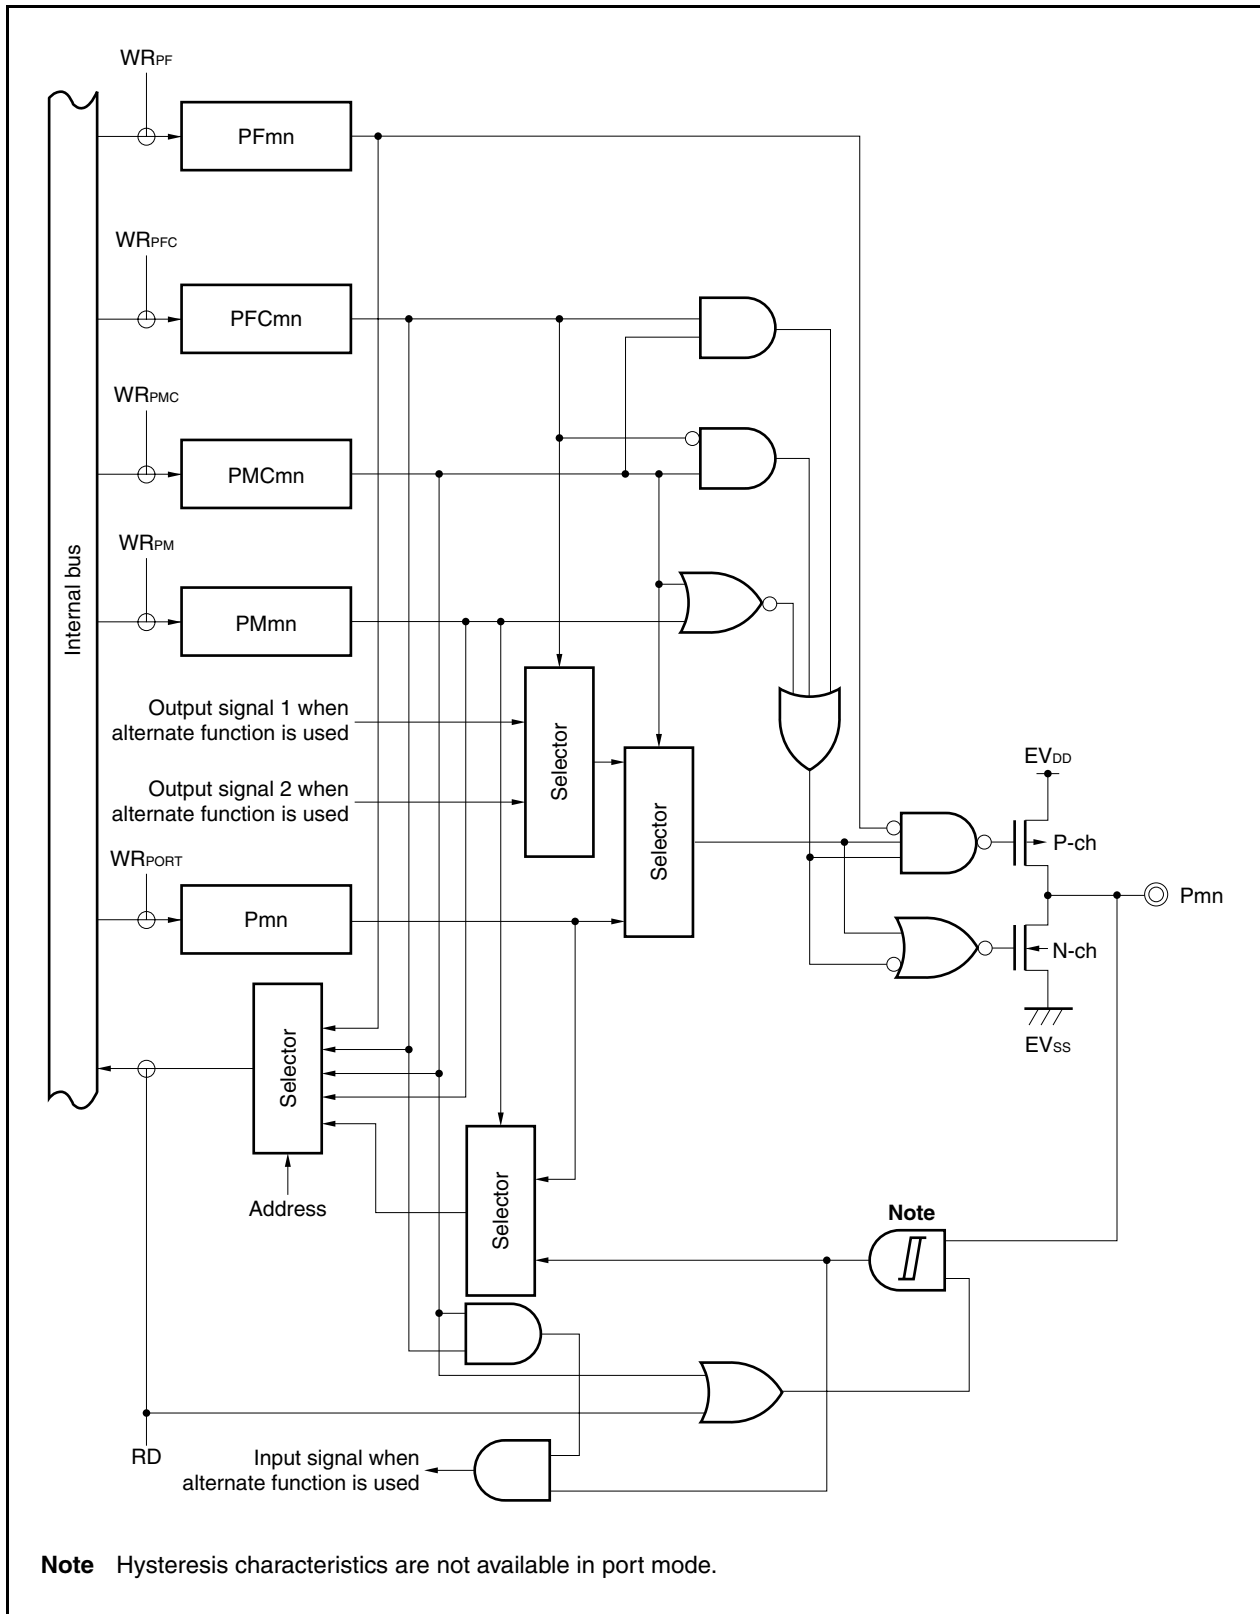 WRPF
PFmn
WRPFC
PFCmn
WRPMC
PMCmn
WRPM
PMmn
Internal bus
Output signal 1 when
alternate function is used
Output signal 2 when
alternate function is used
Selector
Selector
EVDD
P-ch
Pmn
N-ch
EVSS
WRPORT
Pmn
Selector
Address
Selector
Note
RD
Input signal when
alternate function is used
Note Hysteresis characteristics are not available in port mode.